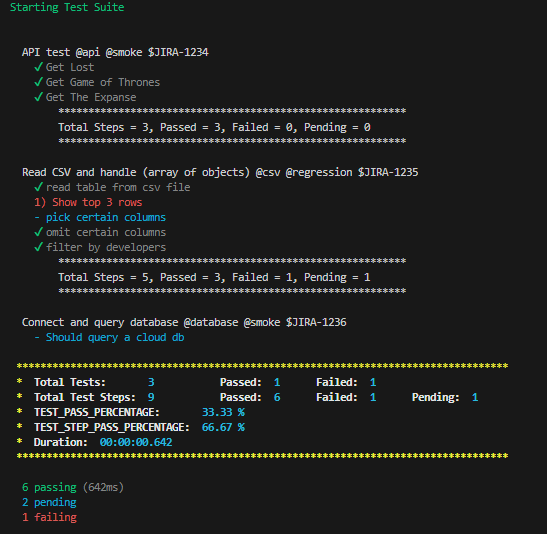 Starting Test Suite
API test @api @smoke $JIRA-1234
✓ Get Lost
✓ Get Game of Thrones
✓ Get The Expanse
**********************************************************
Total Steps = 3, Passed = 3, Failed = 0, Pending = 0
**********************************************************
Read CSV and handle (array of objects) @csv @regression $JIRA-1235
✓ read table from csv file
1) Show top 3 rows
- pick certain columns
✓ omit certain columns
✓ filter by developers
**********************************************************
Total Steps = 5, Passed = 3, Failed = 1, Pending = 1
**********************************************************
Connect and query database @database @smoke $JIRA-1236
- Should query a cloud db
**********************************************************************************
* Total Tests: 3 Passed: 1 Failed: 1
* Total Test Steps: 9 Passed: 6 Failed: 1 Pending: 1
* TEST_PASS_PERCENTAGE: 33.33 %
* TEST_STEP_PASS_PERCENTAGE: 66.67 %
* Duration: 00:00:00.642
**********************************************************************************
6 passing (642ms)
2 pending
1 failing